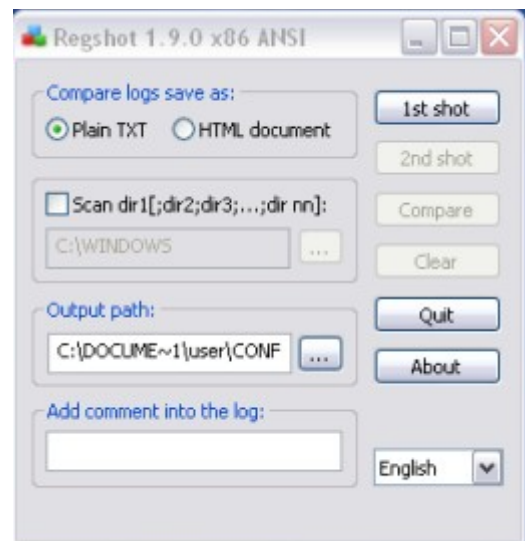 Regshot 1.9.0 x86 ANSI
Compare logs save as:
Plain TXT HTML document
1st shot
2nd shot
Scan dir1[;dir2;dir3;...;dir nn]:
C:\WINDOWS ...
Compare
Clear
Output path:
C:\DOCUME~1\user\CONF ...
Quit
About
Add comment into the log:
English